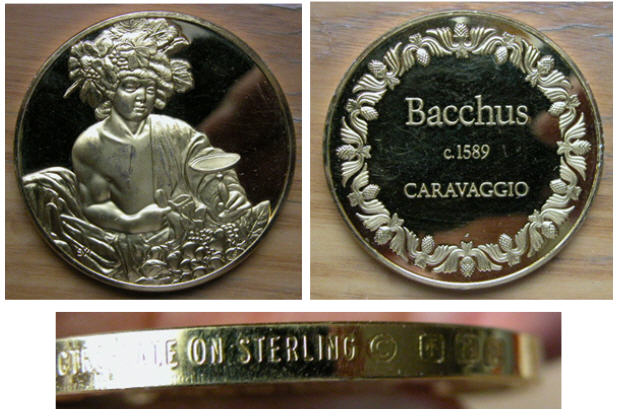 Bacchus
c.1589
CARAVAGGIO
ON STERLING ©